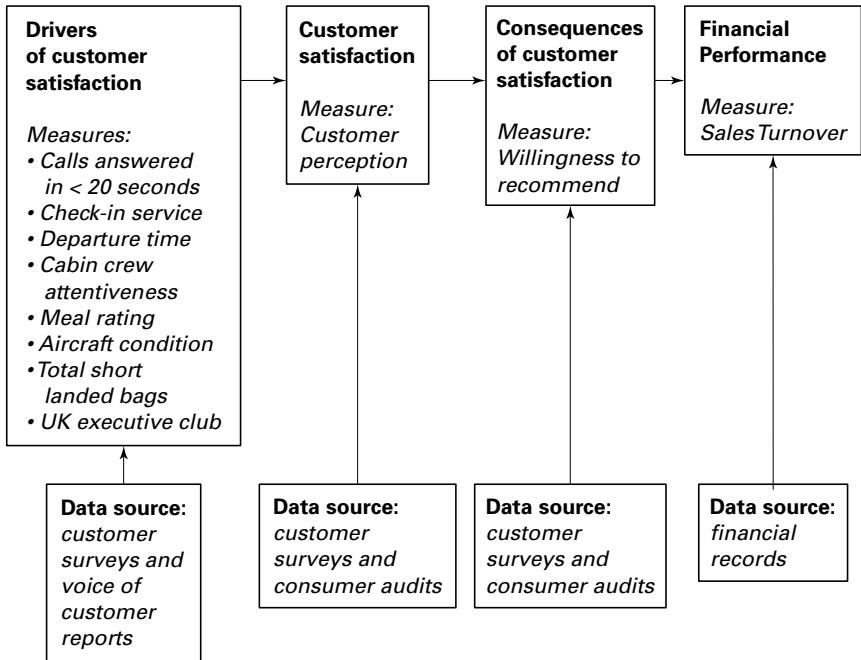 Drivers
of customer
satisfaction
Measures:
• Calls answered
in < 20 seconds
• Check-in service
• Departure time
• Cabin crew
attentiveness
• Meal rating
• Aircraft condition
•Total short
landed bags
• UK executive club
Customer
satisfaction
Measure:
Customer
perception
Consequences
of customer
satisfaction
Measure:
Willingness to
recommend
Financial
Performance
Measure:
Sales Turnover
Data source:
customer
surveys and
voice of
customer
reports
Data source:
customer
surveys and
consumer audits
Data source:
customer
surveys and
consumer audits
Data source:
financial
records